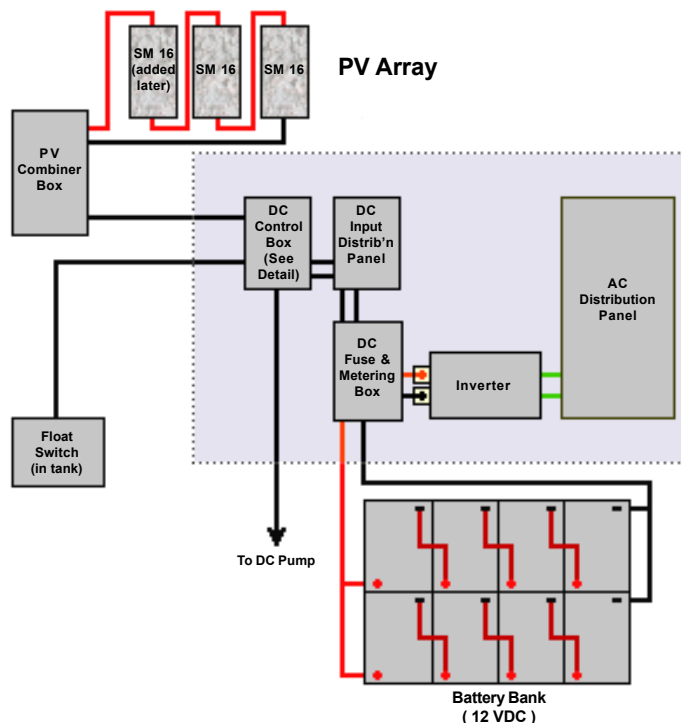 SM 16
(added
later)
SM 16
SM 16
PV Array
PV
Combiner
Box
DC
Control
Box
(See
Detail)
DC
Input
Distrib'n
Panel
AC
Distribution
Panel
DC
Fuse &
Metering
Box
Inverter
Float
Switch
(in tank)
To DC Pump
Battery Bank
( 12 VDC )